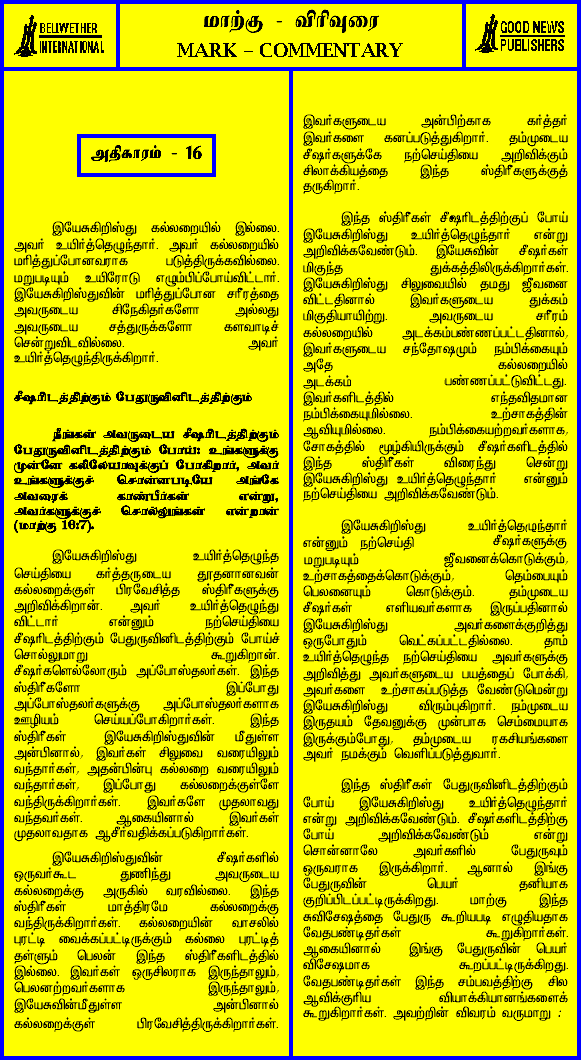 BELWETHER
INTERNATIONAL
மாற்கு - விரிவுரை
MARK – COMMENTARY
GOOD NEWS
PUBLISHERS
அதிகாரம் - 16
இயேசுகிறிஸ்து கல்லறையில் இல்லை.
அவர் உயிர்த்தெழுந்தார். அவர் கல்லறையில்
மரித்துப்போனவராக படுத்திருக்கவில்லை.
மறுபடியும் உயிரோடு எழும்பிப்போய்விட்டார்.
இயேசுகிறிஸ்துவின் மரித்துப்போன சரீரத்தை
அவருடைய சிநேகிதர்களோ அல்லது
அவருடைய சத்துருக்களோ களவாடிச்
சென்றுவிடவில்லை. அவர்
உயிர்த்தெழுந்திருக்கிறார்.
சீஷரிடத்திற்கும் பேதுருவினிடத்திற்கும்
நீங்கள் அவருடைய சீஷரிடத்திற்கும்
பேதுருவினிடத்திற்கும் போய்: உங்களுக்கு
முன்னே கலிலேயாவுக்குப் போகிறார், அவர்
உங்களுக்குச் சொன்னபடியே அங்கே
அவரைக் காண்பீர்கள் என்று,
அவர்களுக்குச் சொல்லுங்கள் என்றான்
(மாற்கு 16:7).
இயேசுகிறிஸ்து உயிர்த்தெழுந்த
செய்தியை கர்த்தருடைய தூதனானவன்
கல்லறைக்குள் பிரவேசித்த ஸ்திரீகளுக்கு
அறிவிக்கிறான். அவர் உயிர்த்தெழுந்து
விட்டார் என்னும் நற்செய்தியை
சீஷரிடத்திற்கும் பேதுருவினிடத்திற்கும் போய்ச்
சொல்லுமாறு கூறுகிறான்.
சீஷர்களெல்லோரும் அப்போஸ்தலர்கள். இந்த
ஸ்திரீகளோ இப்போது
அப்போஸ்தலர்களுக்கு அப்போஸ்தலர்களாக
ஊழியம் செய்யப்போகிறார்கள். இந்த
ஸ்திரீகள் இயேசுகிறிஸ்துவின் மீதுள்ள
அன்பினால், இவர்கள் சிலுவை வரையிலும்
வந்தார்கள், அதன்பின்பு கல்லறை வரையிலும்
வந்தார்கள், இப்போது கல்லறைக்குள்ளே
வந்திருக்கிறார்கள். இவர்களே முதலாவது
வந்தவர்கள். ஆகையினால் இவர்கள்
முதலாவதாக ஆசீர்வதிக்கப்படுகிறார்கள்.
இயேசுகிறிஸ்துவின் சீஷர்களில்
ஒருவர்கூட துணிந்து அவருடைய
கல்லறைக்கு அருகில் வரவில்லை. இந்த
ஸ்திரீகள் மாத்திரமே கல்லறைக்கு
வந்திருக்கிறார்கள். கல்லறையின் வாசலில்
புரட்டி வைக்கப்பட்டிருக்கும் கல்லை புரட்டித்
தள்ளும் பெலன் இந்த ஸ்திரீகளிடத்தில்
இல்லை. இவர்கள் ஒருசிலராக இருந்தாலும்,
பெலனற்றவர்களாக இருந்தாலும்,
இயேசுவின்மீதுள்ள அன்பினால்
கல்லறைக்குள் பிரவேசித்திருக்கிறார்கள்.
இவர்களுடைய அன்பிற்காக கர்த்தர்
இவர்களை கனப்படுத்துகிறார். தம்முடைய
சீஷர்களுக்கே நற்செய்தியை அறிவிக்கும்
சிலாக்கியத்தை இந்த ஸ்திரீகளுக்குத்
தருகிறார்.
இந்த ஸ்திரீகள் சீஷரிடத்திற்குப் போய்
இயேசுகிறிஸ்து உயிர்த்தெழுந்தார் என்று
அறிவிக்கவேண்டும். இயேசுவின் சீஷர்கள்
மிகுந்த துக்கத்திலிருக்கிறார்கள்.
இயேசுகிறிஸ்து சிலுவையில் தமது ஜீவனை
விட்டதினால் இவர்களுடைய துக்கம்
மிகுதியாயிற்று. அவருடைய சரீரம்
கல்லறையில் அடக்கம்பண்ணப்பட்டதினால்,
இவர்களுடைய சந்தோஷமும் நம்பிக்கையும்
அதே கல்லறையில்
அடக்கம் பண்ணப்பட்டுவிட்டது.
இவர்களிடத்தில் எந்தவிதமான
நம்பிக்கையுமில்லை. உற்சாகத்தின்
ஆவியுமில்லை. நம்பிக்கையற்றவர்களாக,
சோகத்தில் மூழ்கியிருக்கும் சீஷர்களிடத்தில்
இந்த ஸ்திரீகள் விரைந்து சென்று
இயேசுகிறிஸ்து உயிர்த்தெழுந்தார் என்னும்
நற்செய்தியை அறிவிக்கவேண்டும்.
இயேசுகிறிஸ்து உயிர்த்தெழுந்தார்
என்னும் நற்செய்தி சீஷர்களுக்கு
மறுபடியும் ஜீவனைக்கொடுக்கும்,
உற்சாகத்தைக்கொடுக்கும், தெம்பையும்
பெலனையும் கொடுக்கும். தம்முடைய
சீஷர்கள் எளியவர்களாக இருப்பதினால்
இயேசுகிறிஸ்து அவர்களைக்குறித்து
ஒருபோதும் வெட்கப்பட்டதில்லை. தாம்
உயிர்த்தெழுந்த நற்செய்தியை அவர்களுக்கு
அறிவித்து அவர்களுடைய பயத்தைப் போக்கி,
அவர்களை உற்சாகப்படுத்த வேண்டுமென்று
இயேசுகிறிஸ்து விரும்புகிறார். நம்முடைய
இருதயம் தேவனுக்கு முன்பாக செம்மையாக
இருக்கும்போது, தம்முடைய ரகசியங்களை
அவர் நமக்கும் வெளிப்படுத்துவார்.
இந்த ஸ்திரீகள் பேதுருவினிடத்திற்கும்
போய் இயேசுகிறிஸ்து உயிர்த்தெழுந்தார்
என்று அறிவிக்கவேண்டும். சீஷர்களிடத்திற்கு
போய் அறிவிக்கவேண்டும் என்று
சொன்னாலே அவர்களில் பேதுருவும்
ஒருவராக இருக்கிறார். ஆனால் இங்கு
பேதுருவின் பெயர் தனியாக
குறிப்பிடப்பட்டிருக்கிறது. மாற்கு இந்த
சுவிசேஷத்தை பேதுரு கூறியபடி எழுதியதாக
வேதபண்டிதர்கள் கூறுகிறார்கள்.
ஆகையினால் இங்கு பேதுருவின் பெயர்
விசேஷமாக கூறப்பட்டிருக்கிறது.
வேதபண்டிதர்கள் இந்த சம்பவத்திற்கு சில
ஆவிக்குரிய வியாக்கியானங்களைக்
கூறுகிறார்கள். அவற்றின் விவரம் வருமாறு :